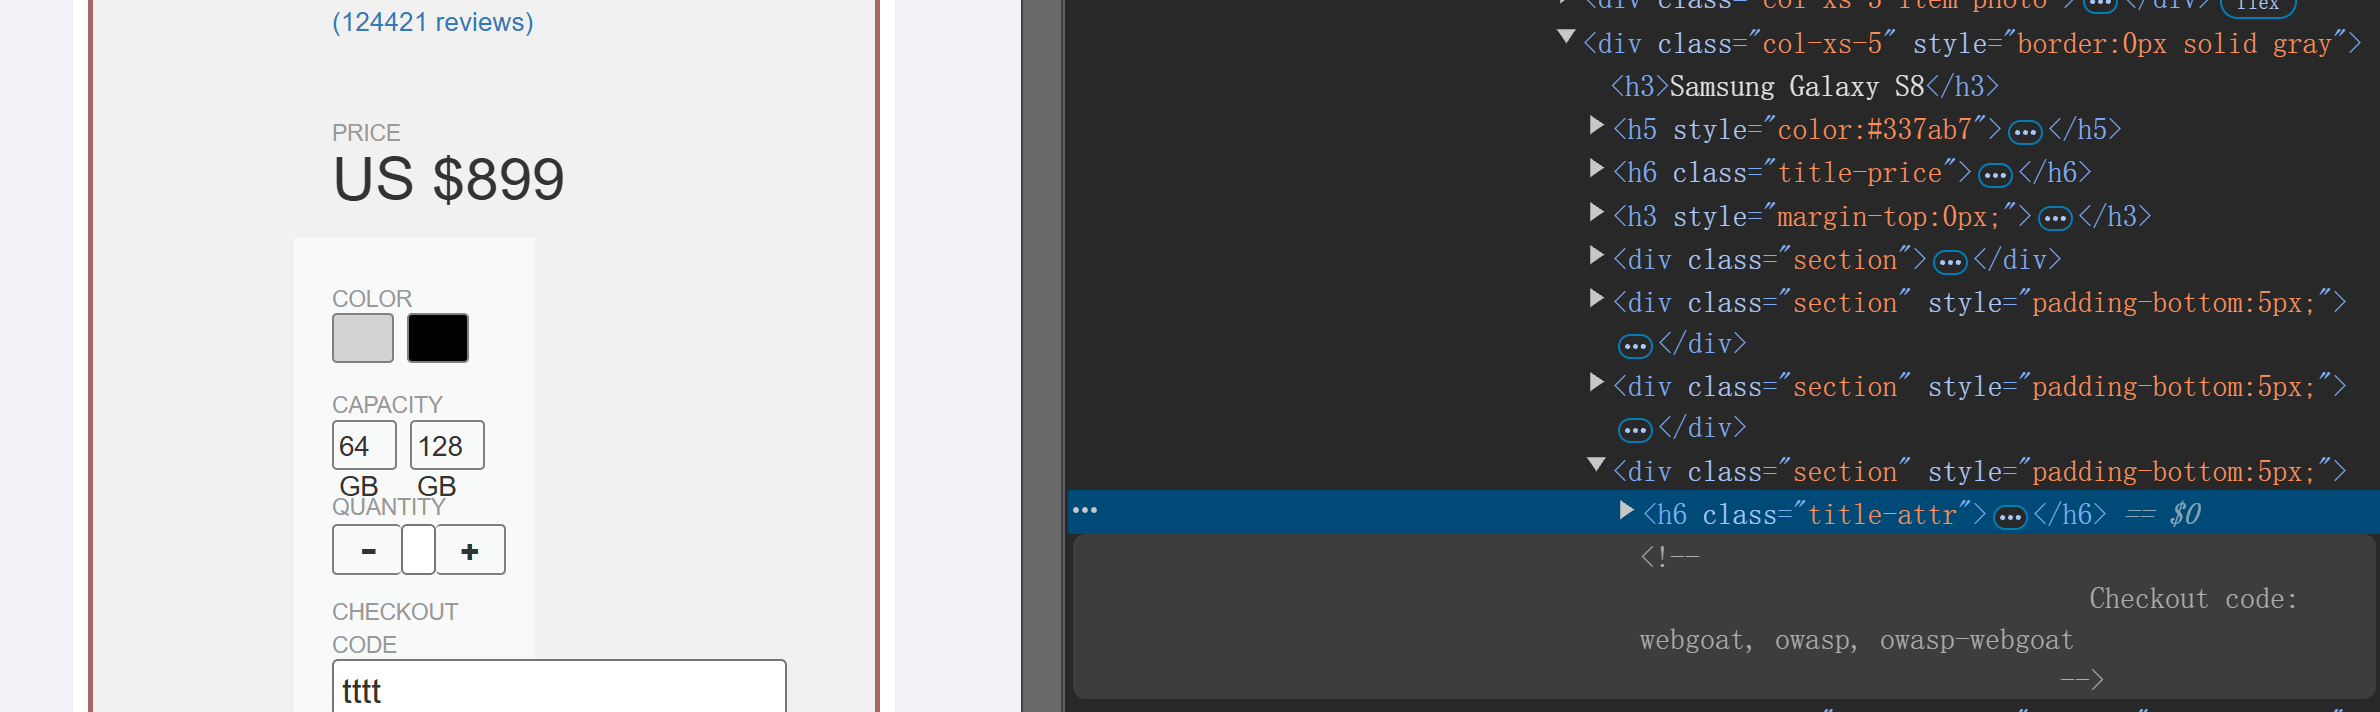 (124421 reviews)
PRICE
US $899
COLOR
CAPACITY
64 GB
128 GB
QUANTITY
- +
CHECKOUT
CODE
tttt
<div class="col-xs-5" style="border:0px solid gray">
<h3>Samsung Galaxy S8</h3>
<h5 style="color:#337ab7">…</h5>
<h6 class="title-price">…</h6>
<h3 style="margin-top:0px;">…</h3>
<div class="section">…</div>
<div class="section" style="padding-bottom:5px;">
…</div>
<div class="section" style="padding-bottom:5px;">
…</div>
<div class="section" style="padding-bottom:5px;">
… <h6 class="title-attr">…</h6> == $0
<!--
Checkout code:
webgoat, owasp, owasp-webgoat
-->